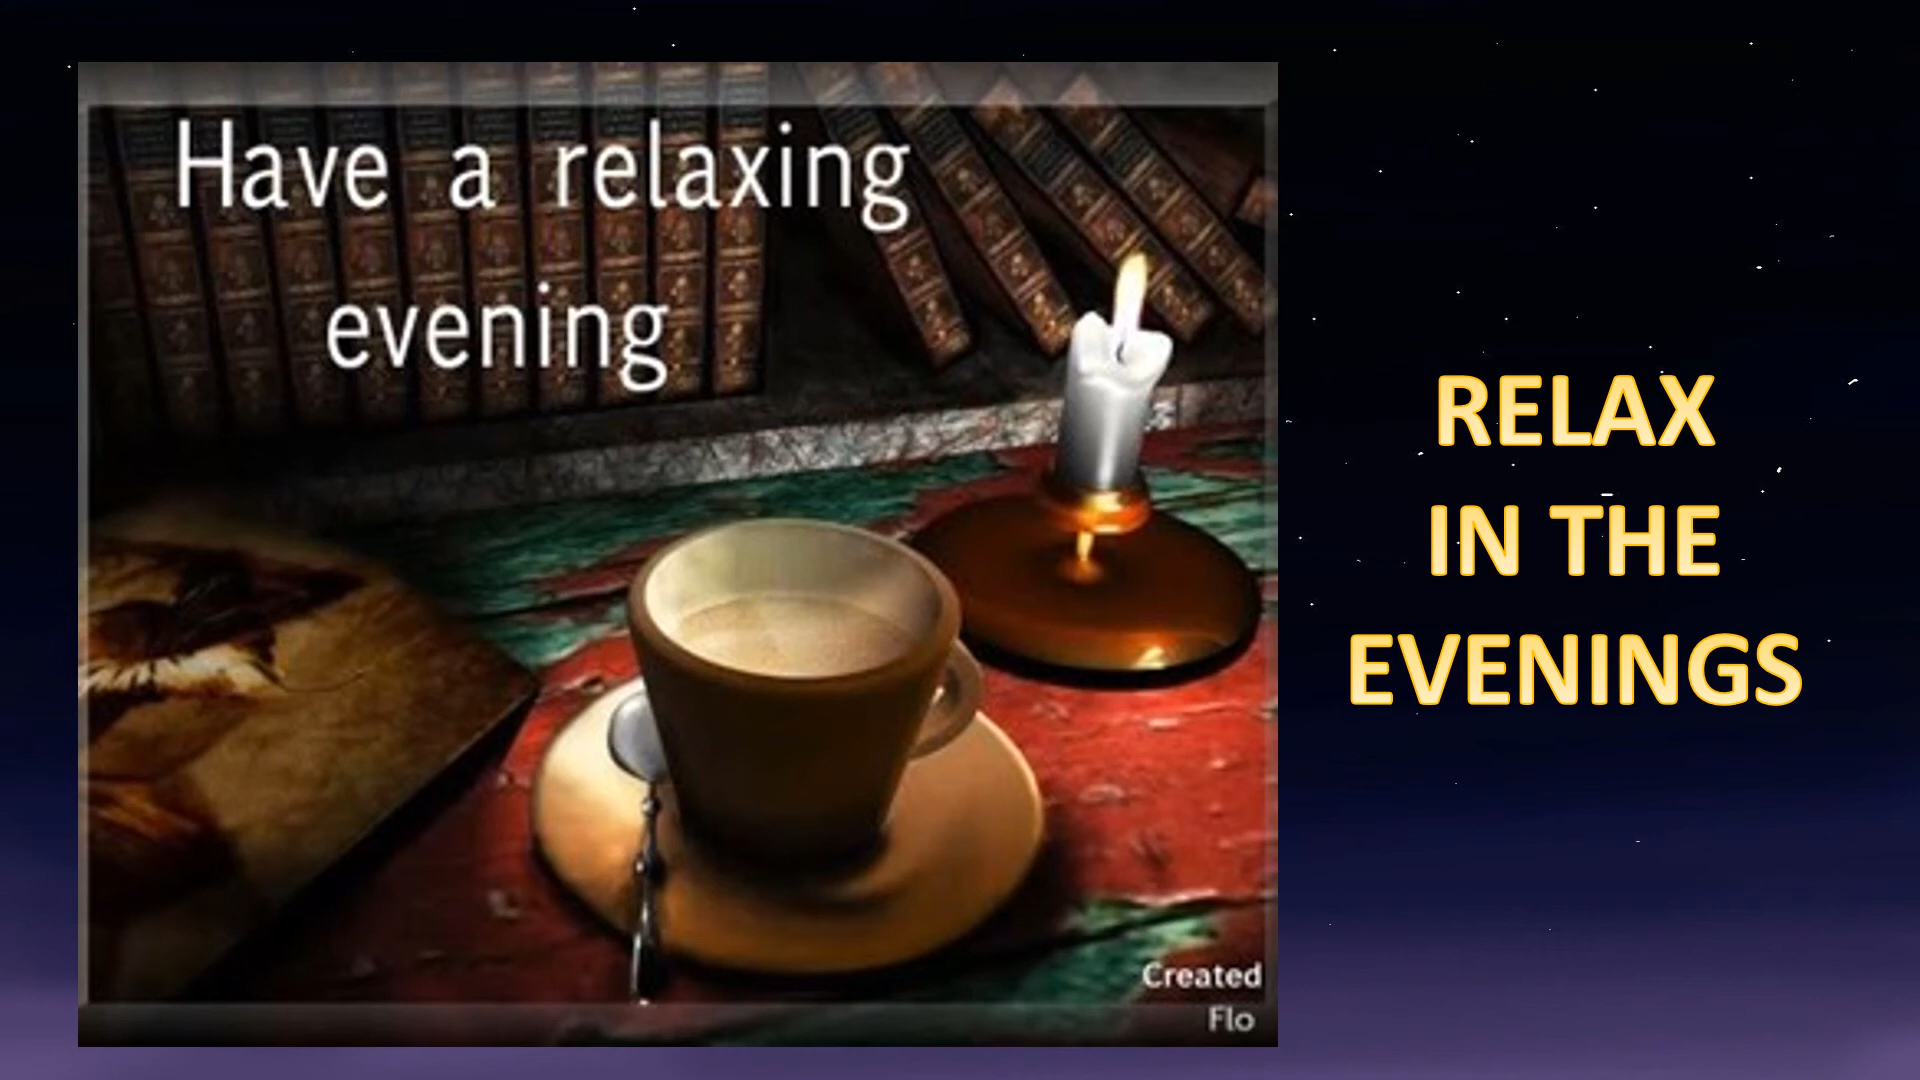 Have a relaxing
evening
Created
Flo
RELAX
IN THE
EVENINGS